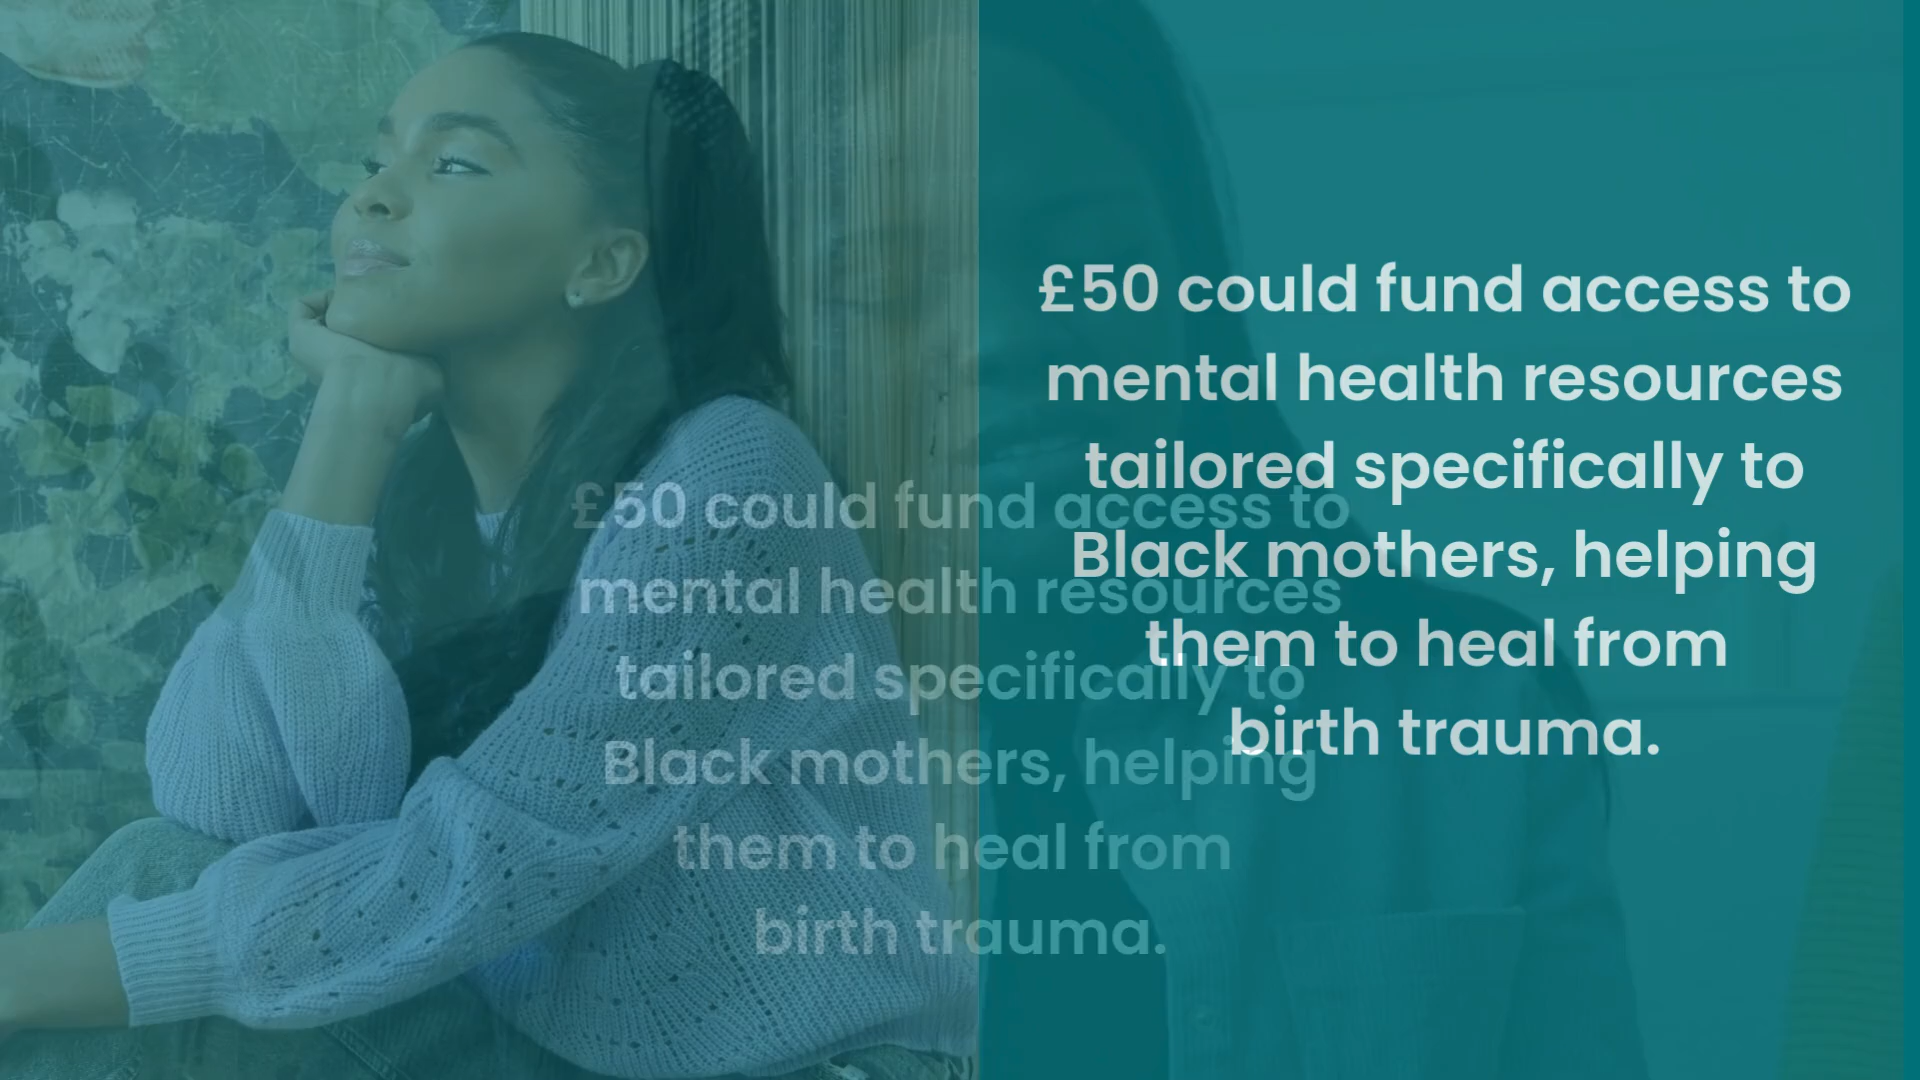 £50 could fund access to
mental health resources
tailored specifically to
Black mothers, helping
them to heal from
birth trauma.
£50 could fund access to
mental health resources
tailored specifically to
Black mothers, helping
them to heal from
birth trauma.